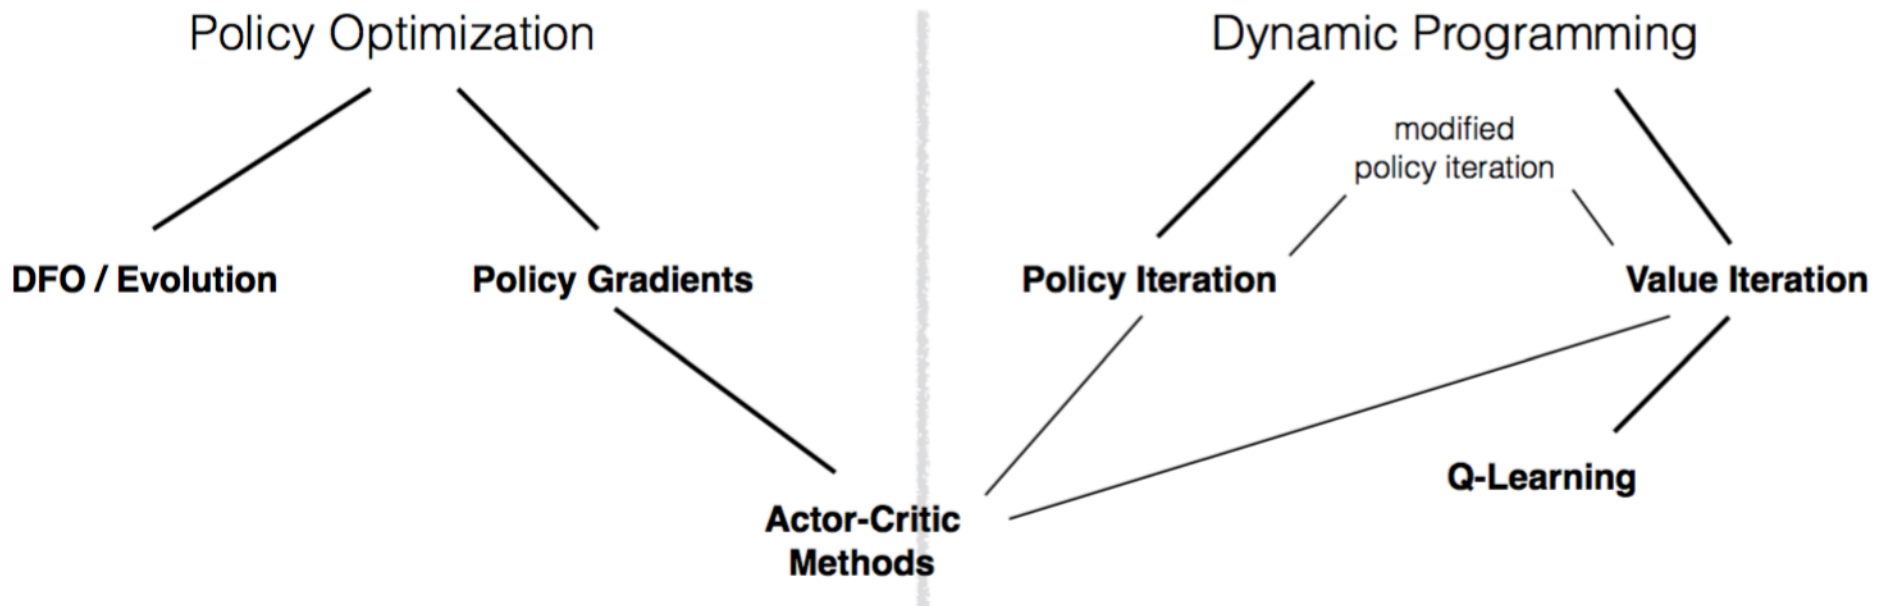 Policy Optimization
Dynamic Programming
modified
policy iteration
DFO / Evolution
Policy Gradients
Policy Iteration
Value Iteration
Q-Learning
Actor-Critic
Methods